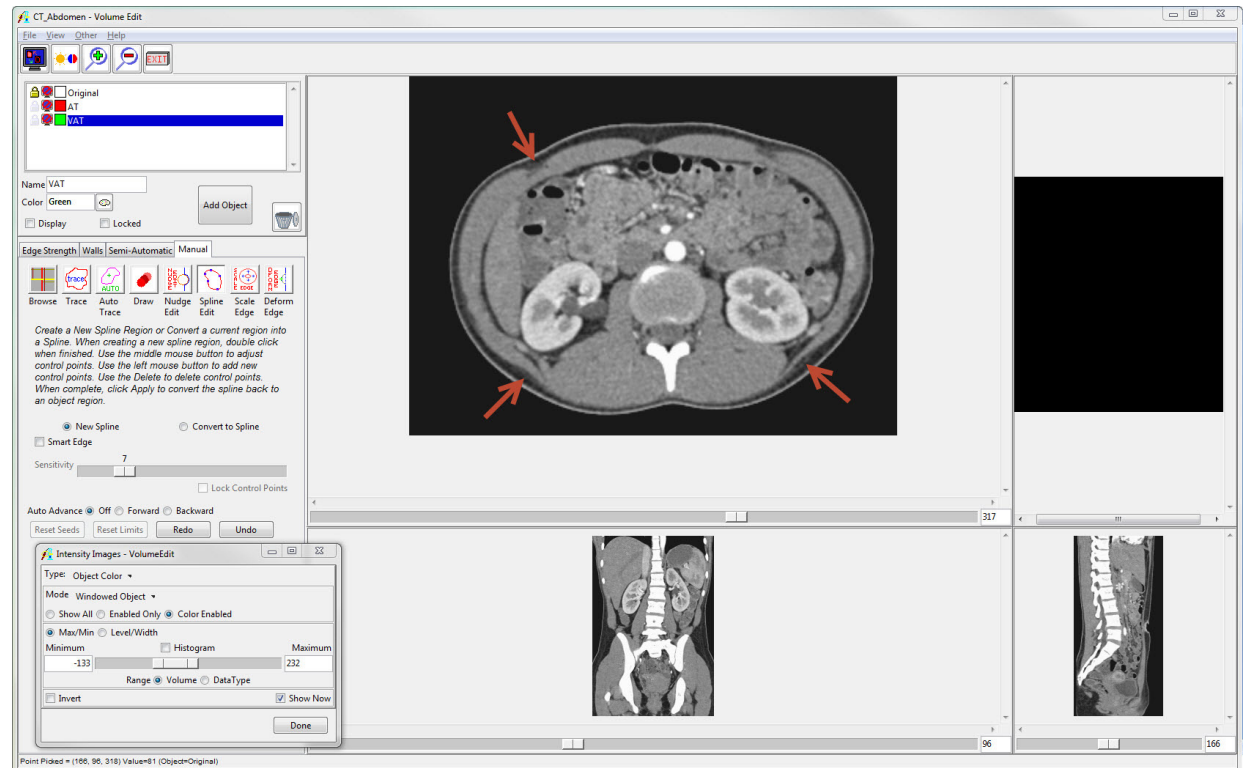 CT_Abdomen - Volume Edit
File View Other Help
EXIT
Original
AT
VAT
Name VAT
Color Green
Add Object
Display Locked
Edge Strength Walls Semi-Automatic Manual
trace AUTO NUDGE EDGE SCALE EDGE DEFORM EDGE
Browse Trace Auto Trace Draw Nudge Edit Spline Edit Scale Edge Deform Edge
Create a New Spline Region or Convert a current region into
a Spline. When creating a new spline region, double click
when finished. Use the middle mouse button to adjust
control points. Use the left mouse button to add new
control points. Use the Delete to delete control points.
When complete, click Apply to convert the spline back to
an object region.
New Spline Convert to Spline
Smart Edge
Sensitivity 7
Lock Control Points
Auto Advance Off Forward Backward
Reset Seeds Reset Limits Redo Undo
317
Intensity Images - VolumeEdit
Type: Object Color
Mode Windowed Object
Show All Enabled Only Color Enabled
Max/Min Level/Width
Minimum Histogram Maximum
-133 232
Range Volume DataType
Invert Show Now
Done
96
166
Point Picked = (166, 96, 318) Value=81 (Object=Original)